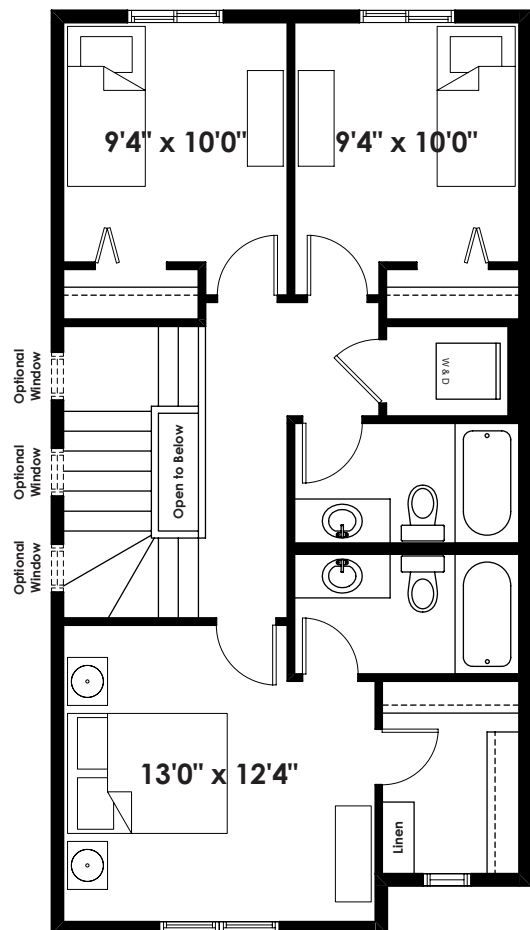 9'4" x 10'0"
9'4" x 10'0"
Optional
Window
W & D
Optional
Window
Open to Below
Optional
Window
13'0" x 12'4"
Linen